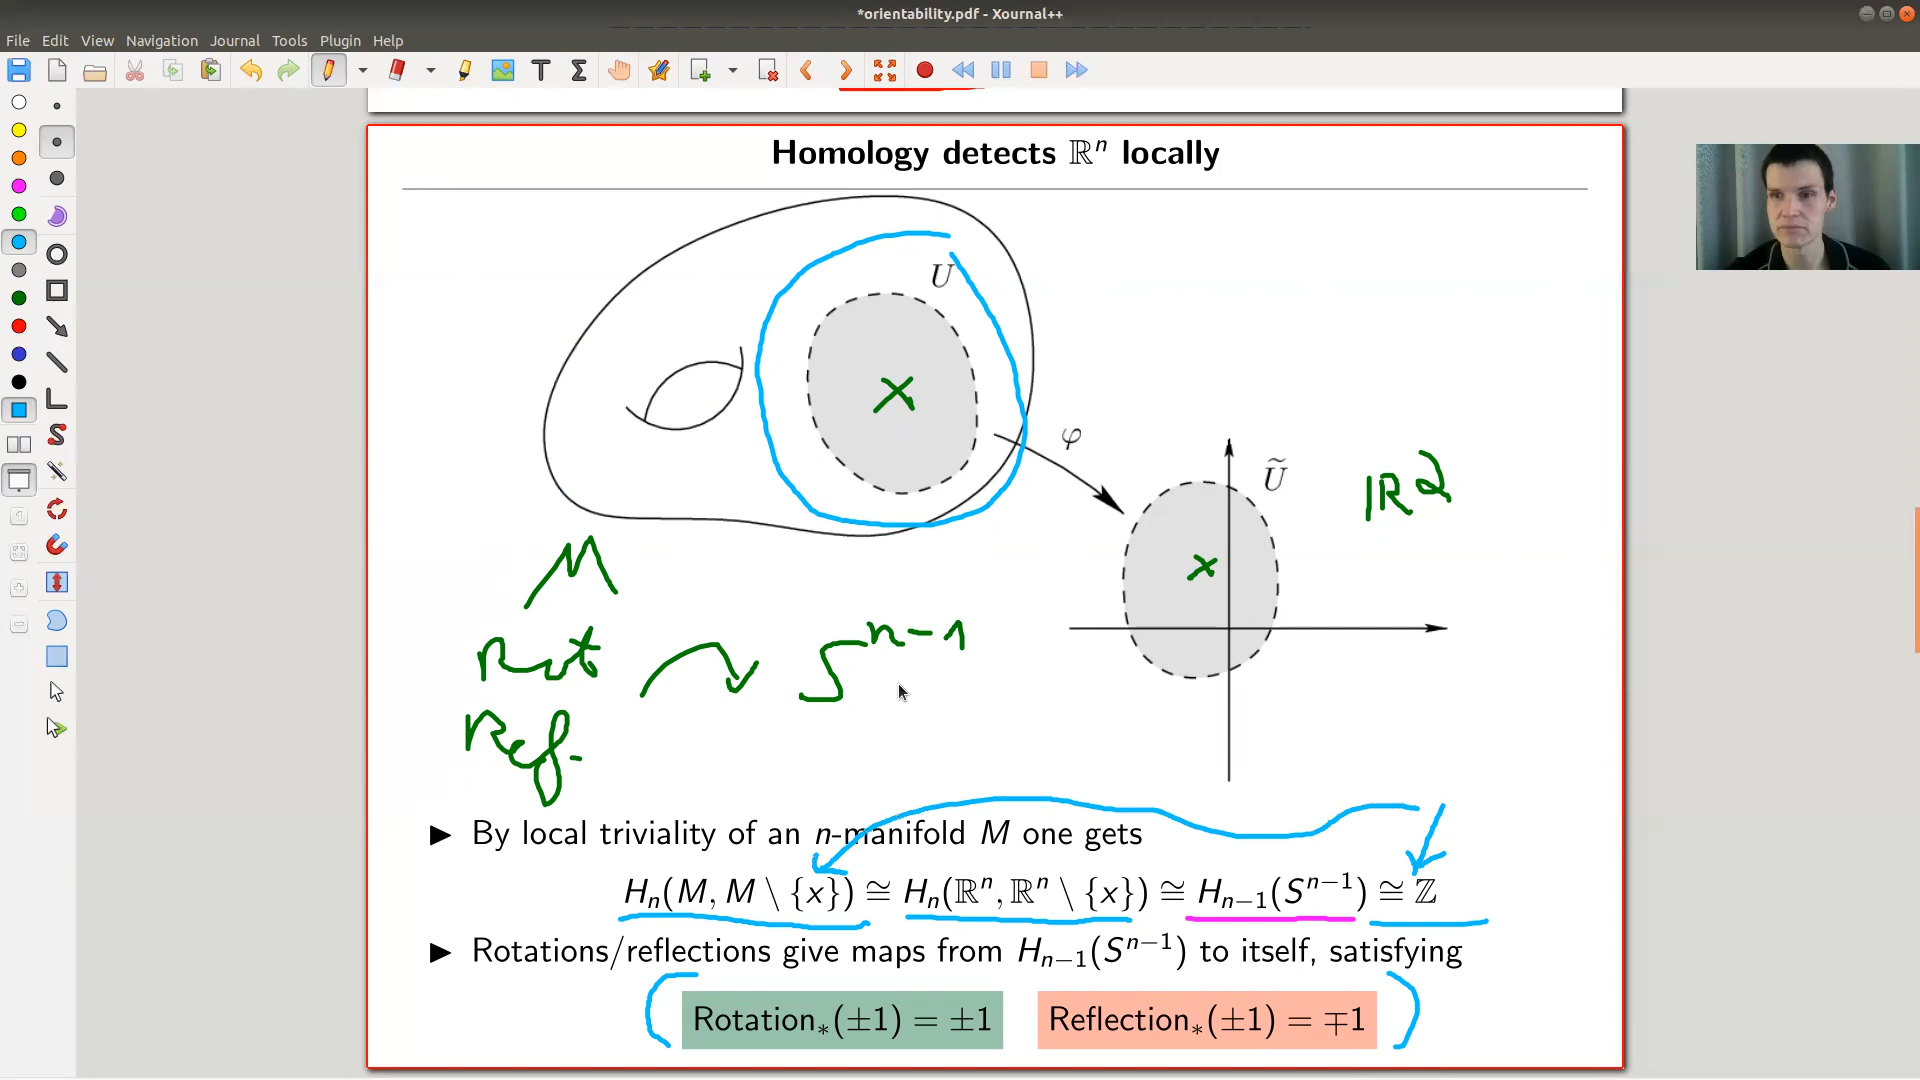 *orientability.pdf - Xournal++
File Edit View Navigation Journal Tools Plugin Help
Homology detects ℝⁿ locally
U
φ
Ũ
ℝ²
M
Rot
Sⁿ⁻¹
Ref.
▶ By local triviality of an n-manifold M one gets
Hₙ(M, M \ {x}) ≅ Hₙ(ℝⁿ, ℝⁿ \ {x}) ≅ Hₙ₋₁(Sⁿ⁻¹) ≅ ℤ
▶ Rotations/reflections give maps from Hₙ₋₁(Sⁿ⁻¹) to itself, satisfying
Rotation∗(±1) = ±1 Reflection∗(±1) = ∓1